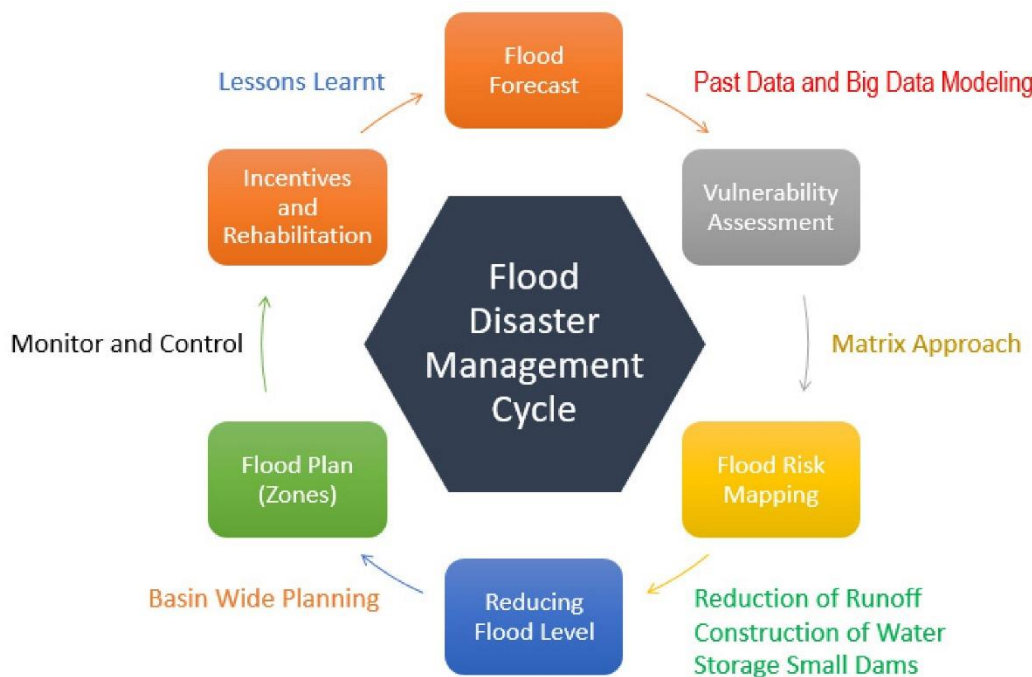 Flood
Forecast
Past Data and Big Data Modeling
Vulnerability
Assessment
Matrix Approach
Flood Risk
Mapping
Reduction of Runoff
Construction of Water
Storage Small Dams
Reducing
Flood Level
Basin Wide Planning
Flood Plan
(Zones)
Monitor and Control
Incentives
and
Rehabilitation
Lessons Learnt
Flood
Disaster
Management
Cycle